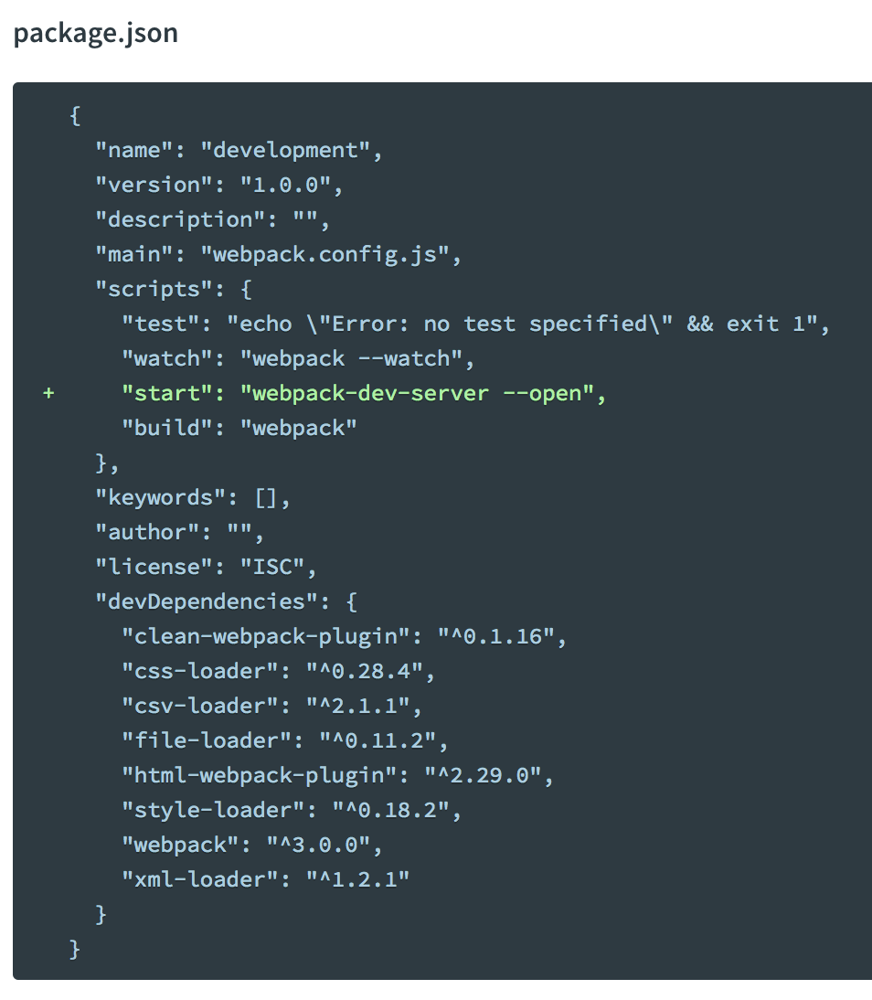 package.json
{
"name": "development",
"version": "1.0.0",
"description": "",
"main": "webpack.config.js",
"scripts": {
"test": "echo \"Error: no test specified\" && exit 1",
"watch": "webpack --watch",
+ "start": "webpack-dev-server --open",
"build": "webpack"
},
"keywords": [],
"author": "",
"license": "ISC",
"devDependencies": {
"clean-webpack-plugin": "^0.1.16",
"css-loader": "^0.28.4",
"csv-loader": "^2.1.1",
"file-loader": "^0.11.2",
"html-webpack-plugin": "^2.29.0",
"style-loader": "^0.18.2",
"webpack": "^3.0.0",
"xml-loader": "^1.2.1"
}
}